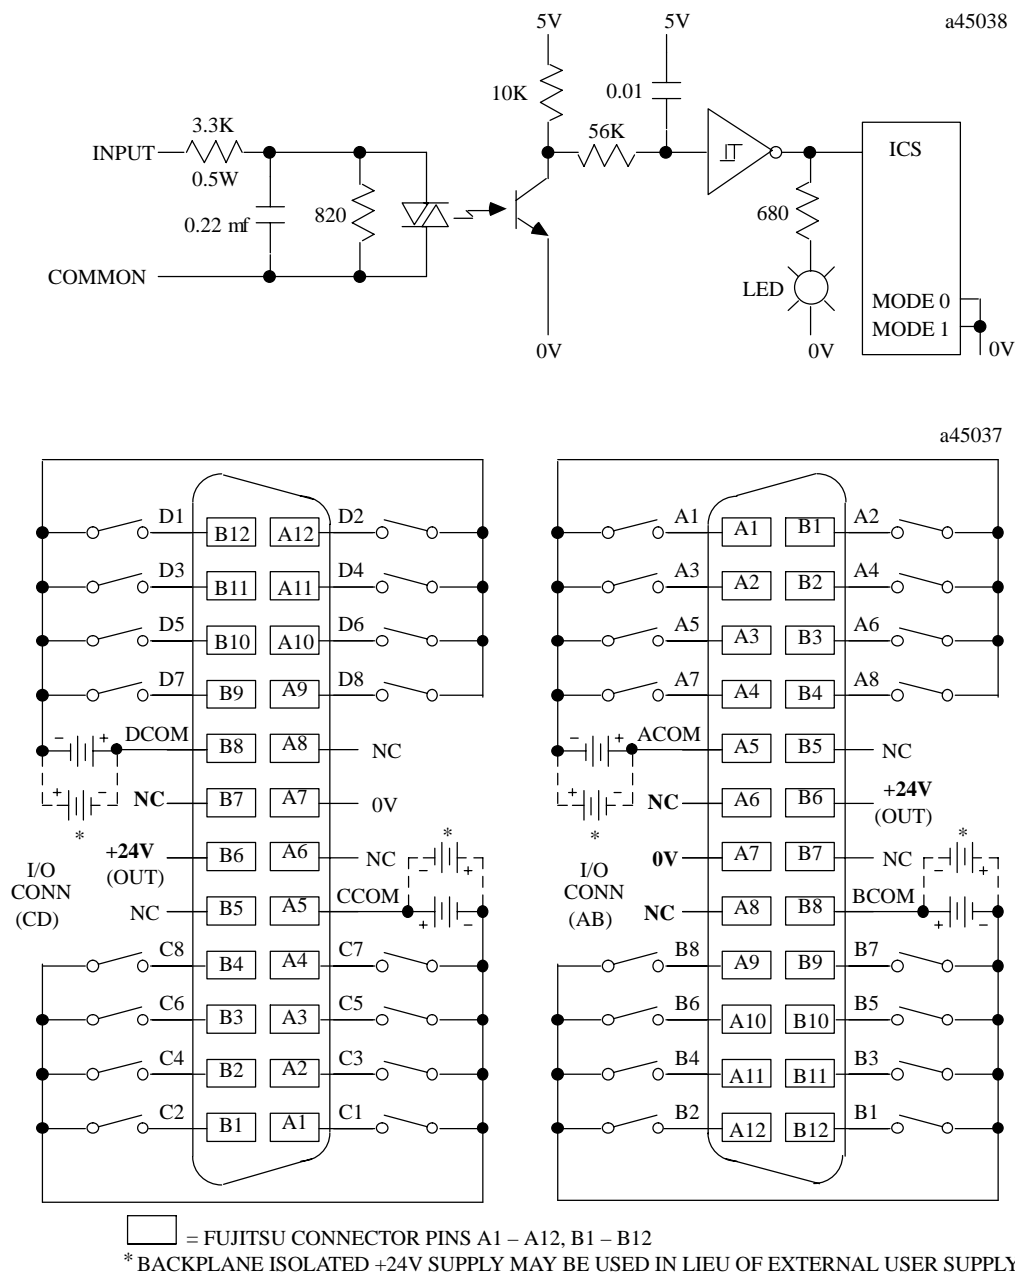 5V 5V a45038
10K 0.01
3.3K 56K
INPUT ICS
0.5W
0.22 mf 820 680
COMMON LED
MODE 0
MODE 1
0V 0V 0V
a45037
D1 B12 A12 D2 A1 A1 B1 A2
D3 B11 A11 D4 A3 A2 B2 A4
D5 B10 A10 D6 A5 A3 B3 A6
D7 B9 A9 D8 A7 A4 B4 A8
− + DCOM B8 A8 NC − + ACOM A5 B5 NC
+ − NC B7 A7 0V + − NC A6 B6 +24V
(OUT)
* * * *
+24V B6 A6 NC − + 0V A7 B7 NC − +
(OUT)
I/O I/O
CONN CONN
(CD) (AB)
NC B5 A5 CCOM + − NC A8 B8 BCOM + −
C8 B4 A4 C7 B8 A9 B9 B7
C6 B3 A3 C5 B6 A10 B10 B5
C4 B2 A2 C3 B4 A11 B11 B3
C2 B1 A1 C1 B2 A12 B12 B1
= FUJITSU CONNECTOR PINS A1 – A12, B1 – B12
* BACKPLANE ISOLATED +24V SUPPLY MAY BE USED IN LIEU OF EXTERNAL USER SUPPLY